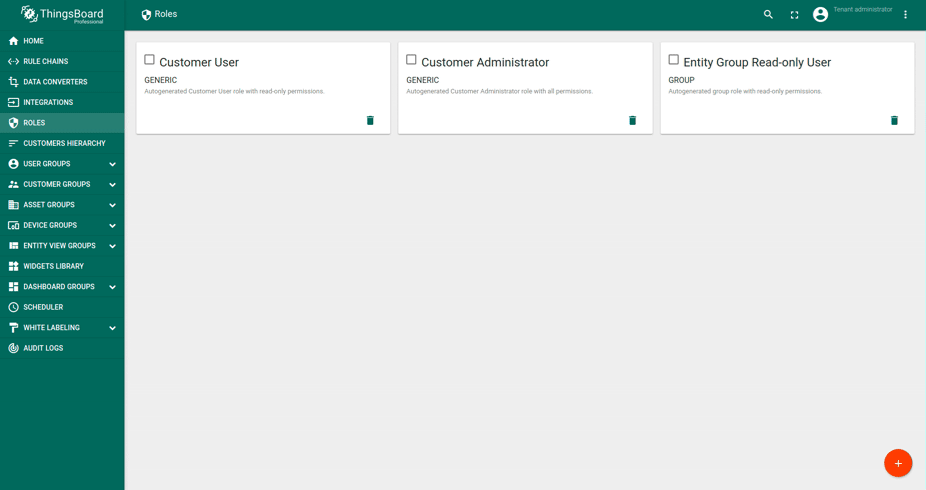 ThingsBoard
Professional
Roles
Tenant administrator
HOME
RULE CHAINS
DATA CONVERTERS
INTEGRATIONS
ROLES
CUSTOMERS HIERARCHY
USER GROUPS
CUSTOMER GROUPS
ASSET GROUPS
DEVICE GROUPS
ENTITY VIEW GROUPS
WIDGETS LIBRARY
DASHBOARD GROUPS
SCHEDULER
WHITE LABELING
AUDIT LOGS
Customer User
GENERIC
Autogenerated Customer User role with read-only permissions.
Customer Administrator
GENERIC
Autogenerated Customer Administrator role with all permissions.
Entity Group Read-only User
GROUP
Autogenerated group role with read-only permissions.